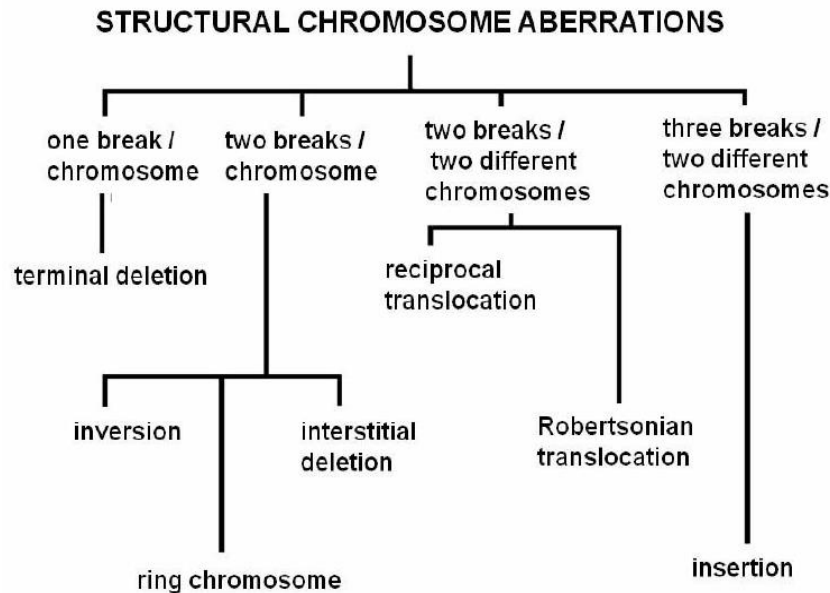 STRUCTURAL CHROMOSOME ABERRATIONS
one break /
chromosome
two breaks /
chromosome
two breaks /
two different
chromosomes
three breaks /
two different
chromosomes
terminal deletion
reciprocal
translocation
inversion
interstitial
deletion
Robertsonian
translocation
ring chromosome
insertion